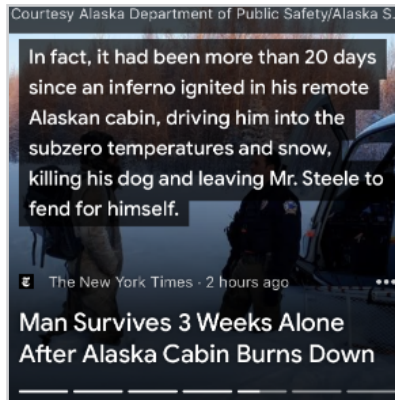 Courtesy Alaska Department of Public Safety/Alaska S.
In fact, it had been more than 20 days
since an inferno ignited in his remote
Alaskan cabin, driving him into the
subzero temperatures and snow,
killing his dog and leaving Mr. Steele to
fend for himself.
The New York Times · 2 hours ago
Man Survives 3 Weeks Alone
After Alaska Cabin Burns Down